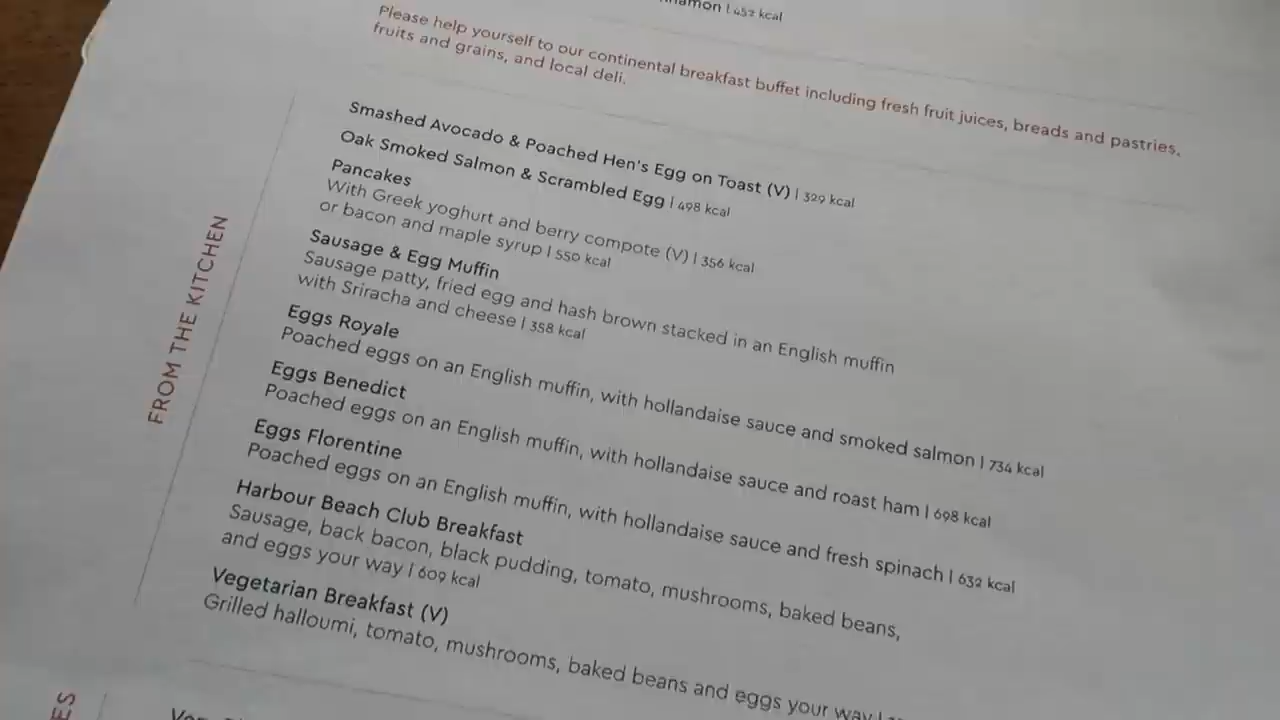 | 452 kcal
Please help yourself to our continental breakfast buffet including fresh fruit juices, breads and pastries,
fruits and grains, and local deli.
FROM THE KITCHEN
Smashed Avocado & Poached Hen's Egg on Toast (V) | 329 kcal
Oak Smoked Salmon & Scrambled Egg | 498 kcal
Pancakes
With Greek yoghurt and berry compote (V) | 356 kcal
or bacon and maple syrup | 550 kcal
Sausage & Egg Muffin
Sausage patty, fried egg and hash brown stacked in an English muffin
with Sriracha and cheese | 358 kcal
Eggs Royale
Poached eggs on an English muffin, with hollandaise sauce and smoked salmon | 734 kcal
Eggs Benedict
Poached eggs on an English muffin, with hollandaise sauce and roast ham | 698 kcal
Eggs Florentine
Poached eggs on an English muffin, with hollandaise sauce and fresh spinach | 632 kcal
Harbour Beach Club Breakfast
Sausage, back bacon, black pudding, tomato, mushrooms, baked beans,
and eggs your way | 609 kcal
Vegetarian Breakfast (V)
Grilled halloumi, tomato, mushrooms, baked beans and eggs your way |